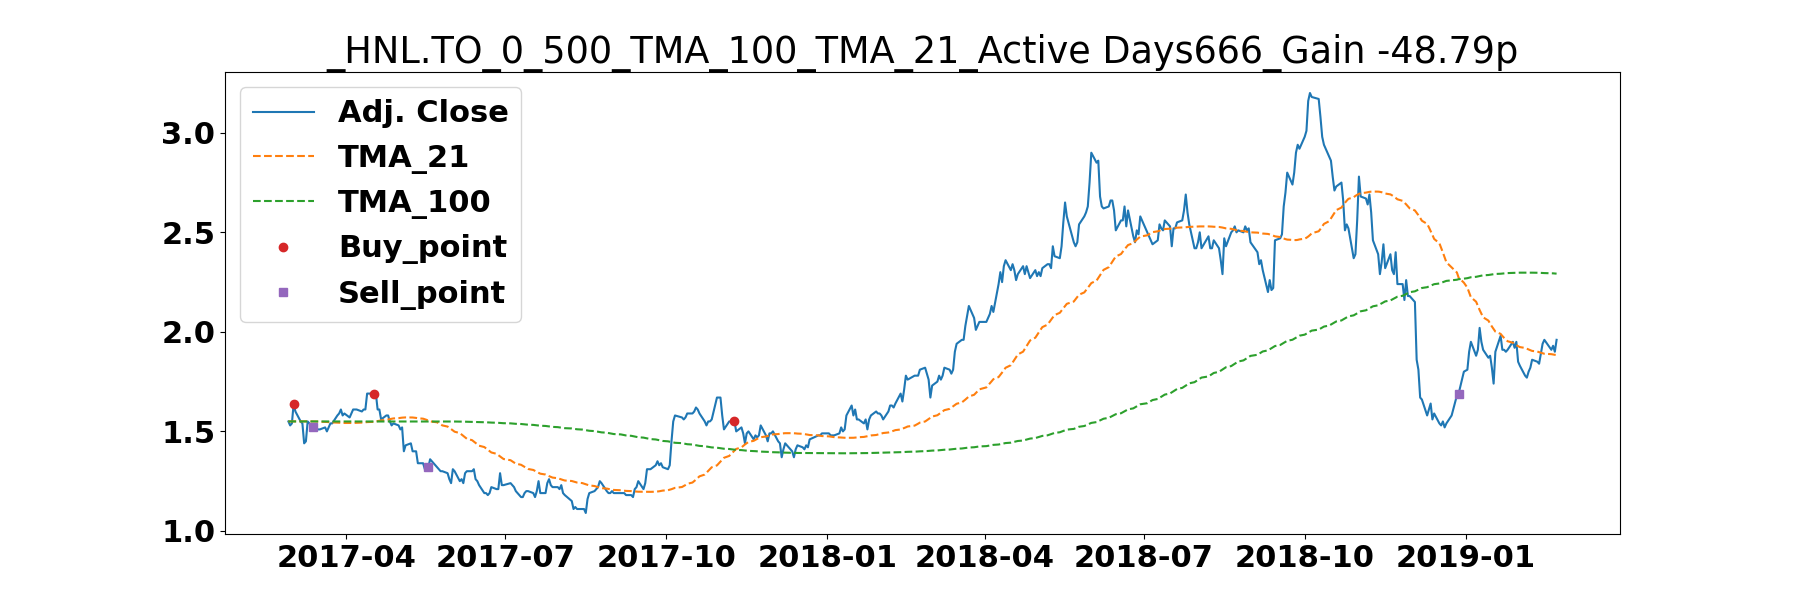 _HNL.TO_0_500_TMA_100_TMA_21_Active Days666_Gain -48.79p
Adj. Close
TMA_21
TMA_100
Buy_point
Sell_point
3.0
2.5
2.0
1.5
1.0
2017-04 2017-07 2017-10 2018-01 2018-04 2018-07 2018-10 2019-01